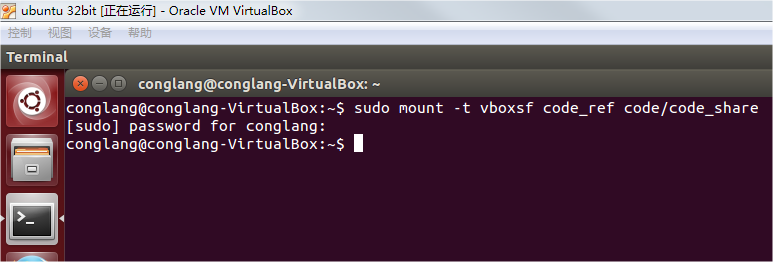 ubuntu 32bit [正在运行] - Oracle VM VirtualBox
控制 视图 设备 帮助
Terminal
conglang@conglang-VirtualBox: ~
conglang@conglang-VirtualBox:~$ sudo mount -t vboxsf code_ref code/code_share
[sudo] password for conglang:
conglang@conglang-VirtualBox:~$